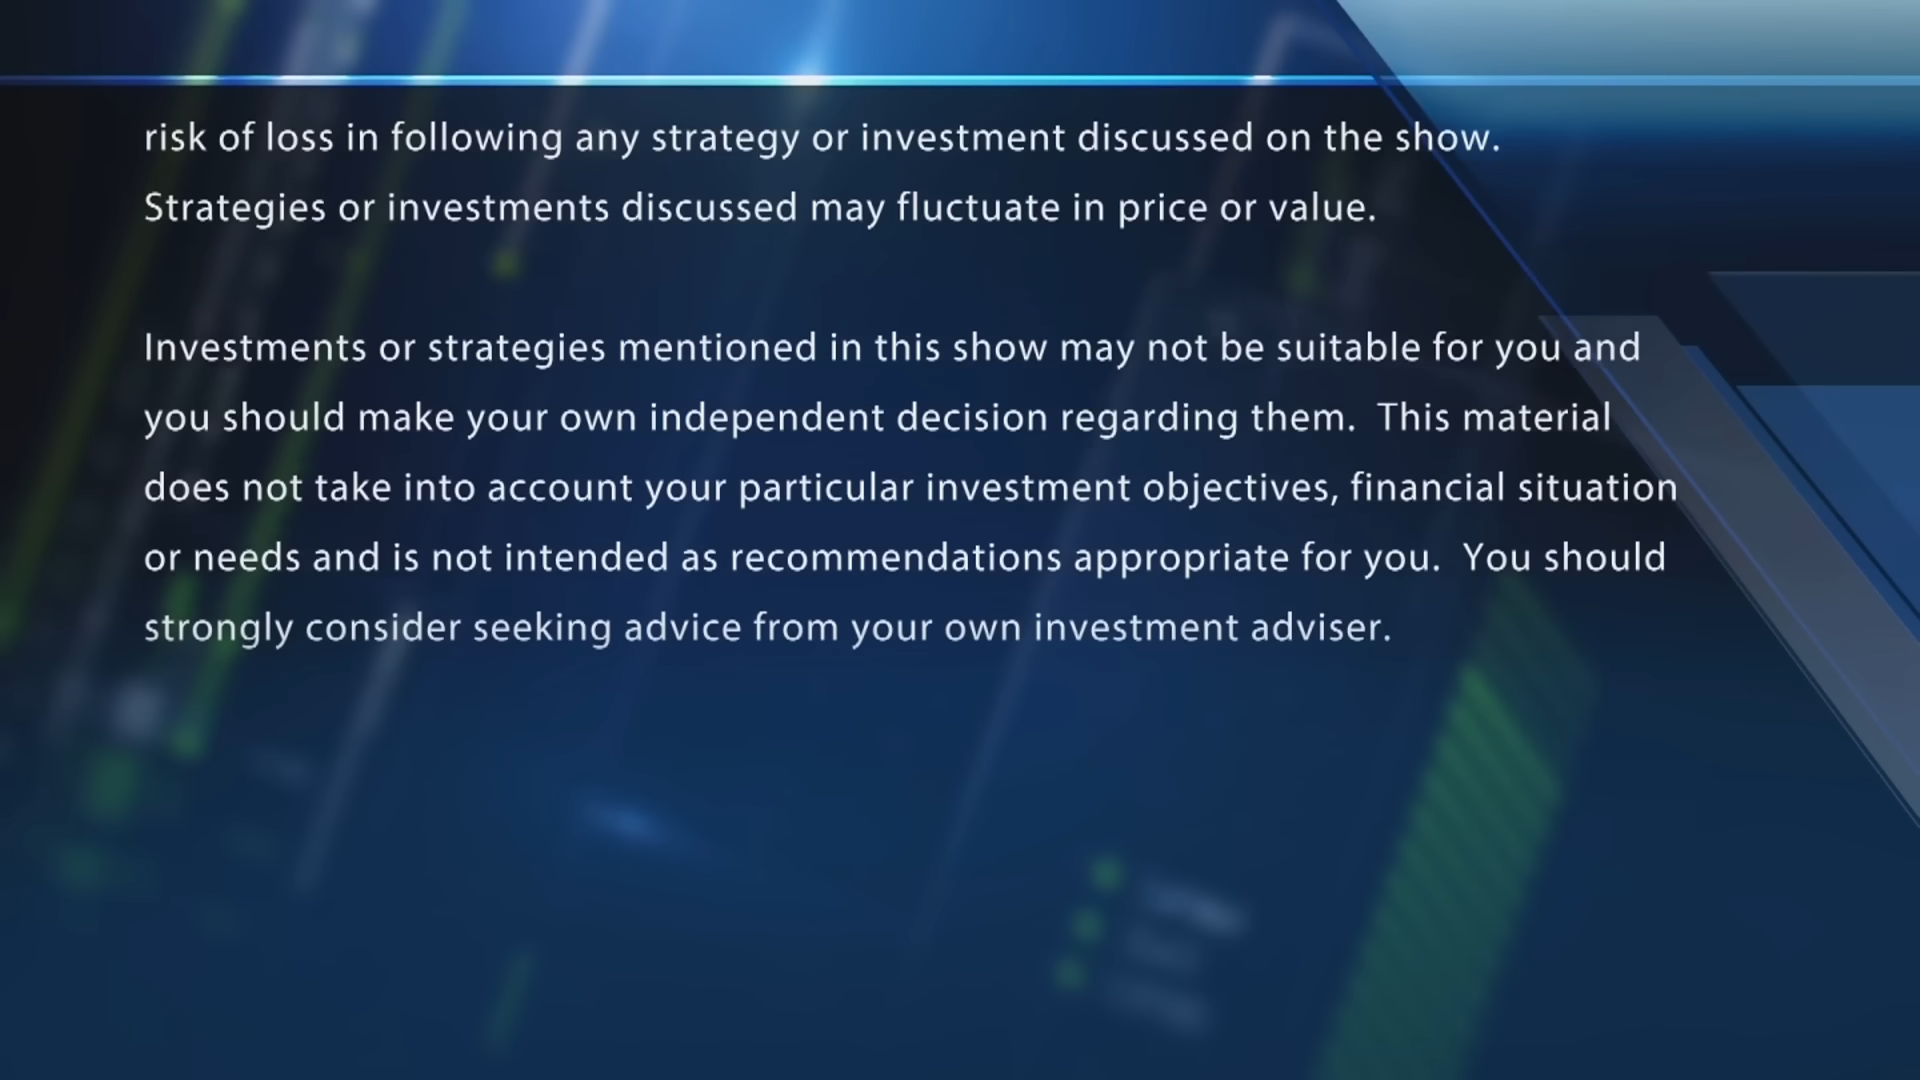 risk of loss in following any strategy or investment discussed on the show.
Strategies or investments discussed may fluctuate in price or value.
Investments or strategies mentioned in this show may not be suitable for you and
you should make your own independent decision regarding them.  This material
does not take into account your particular investment objectives, financial situation
or needs and is not intended as recommendations appropriate for you.  You should
strongly consider seeking advice from your own investment adviser.